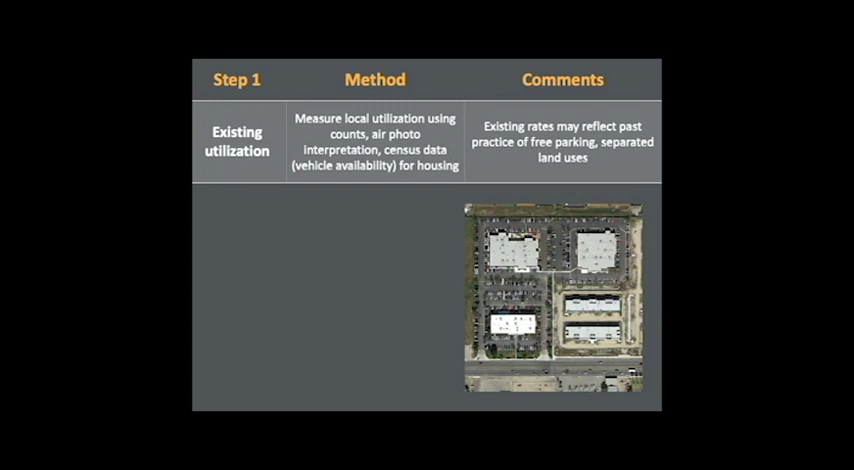 Step 1
Method
Comments
Existing
utilization
Measure local utilization using
counts, air photo
interpretation, census data
(vehicle availability) for housing
Existing rates may reflect past
practice of free parking, separated
land uses